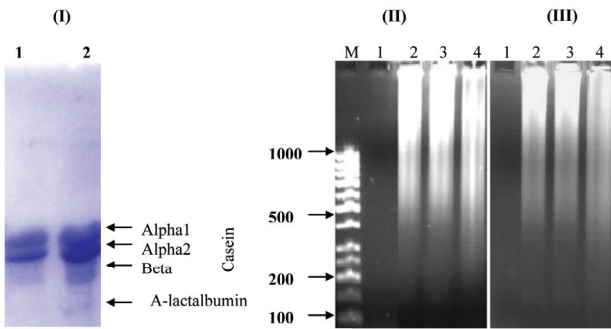 (I)
1 2
Alpha1
Alpha2
Beta
A-lactalbumin
Casein
(II)
M 1 2 3 4
1000
500
200
100
(III)
1 2 3 4